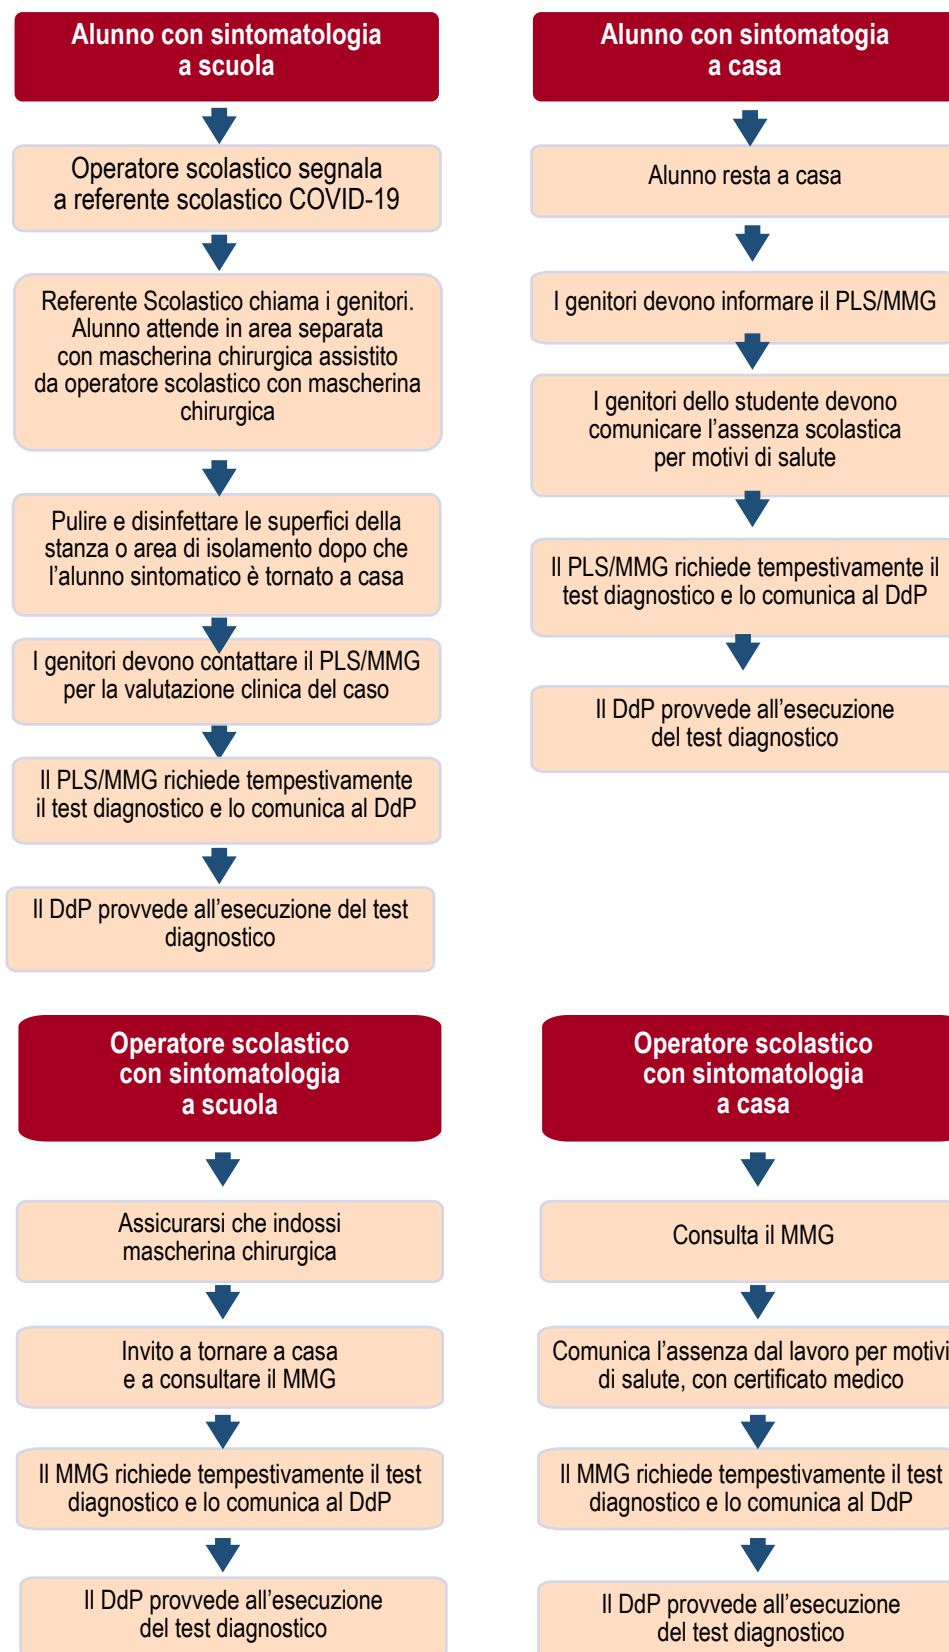 Alunno con sintomatologia
a scuola
Operatore scolastico segnala
a referente scolastico COVID-19
Referente Scolastico chiama i genitori.
Alunno attende in area separata
con mascherina chirurgica assistito
da operatore scolastico con mascherina
chirurgica
Pulire e disinfettare le superfici della
stanza o area di isolamento dopo che
l’alunno sintomatico è tornato a casa
I genitori devono contattare il PLS/MMG
per la valutazione clinica del caso
Il PLS/MMG richiede tempestivamente
il test diagnostico e lo comunica al DdP
Il DdP provvede all’esecuzione del test
diagnostico
Alunno con sintomatogia
a casa
Alunno resta a casa
I genitori devono informare il PLS/MMG
I genitori dello studente devono
comunicare l’assenza scolastica
per motivi di salute
Il PLS/MMG richiede tempestivamente il
test diagnostico e lo comunica al DdP
Il DdP provvede all’esecuzione
del test diagnostico
Operatore scolastico
con sintomatologia
a scuola
Assicurarsi che indossi
mascherina chirurgica
Invito a tornare a casa
e a consultare il MMG
Il MMG richiede tempestivamente il test
diagnostico e lo comunica al DdP
Il DdP provvede all’esecuzione
del test diagnostico
Operatore scolastico
con sintomatologia
a casa
Consulta il MMG
Comunica l’assenza dal lavoro per motivi
di salute, con certificato medico
Il MMG richiede tempestivamente il test
diagnostico e lo comunica al DdP
Il DdP provvede all’esecuzione
del test diagnostico